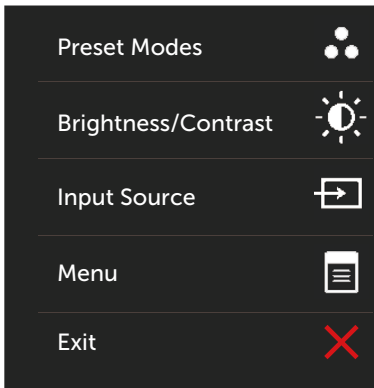 Preset Modes
Brightness/Contrast
Input Source
Menu
Exit